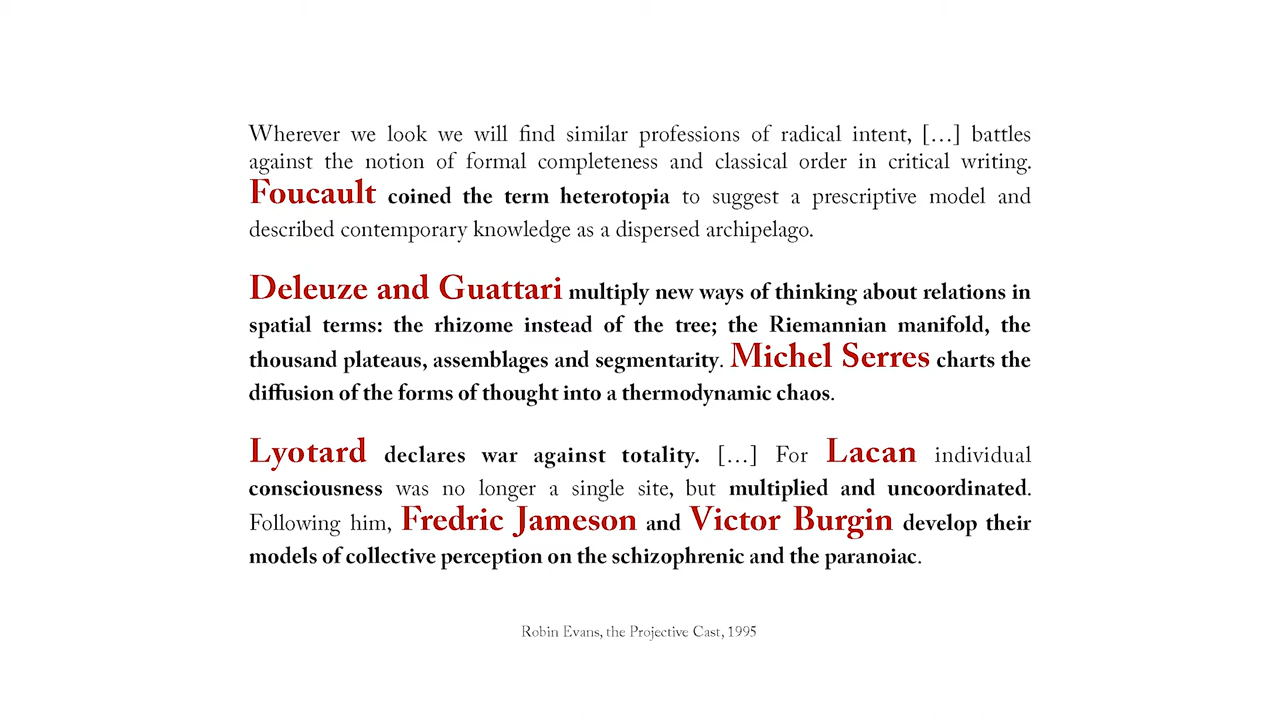 Wherever we look we will find similar professions of radical intent, […] battles
against the notion of formal completeness and classical order in critical writing.
Foucault coined the term heterotopia to suggest a prescriptive model and
described contemporary knowledge as a dispersed archipelago.
Deleuze and Guattari multiply new ways of thinking about relations in
spatial terms: the rhizome instead of the tree; the Riemannian manifold, the
thousand plateaus, assemblages and segmentarity. Michel Serres charts the
diffusion of the forms of thought into a thermodynamic chaos.
Lyotard declares war against totality. […] For Lacan individual
consciousness was no longer a single site, but multiplied and uncoordinated.
Following him, Fredric Jameson and Victor Burgin develop their
models of collective perception on the schizophrenic and the paranoiac.
Robin Evans, the Projective Cast, 1995